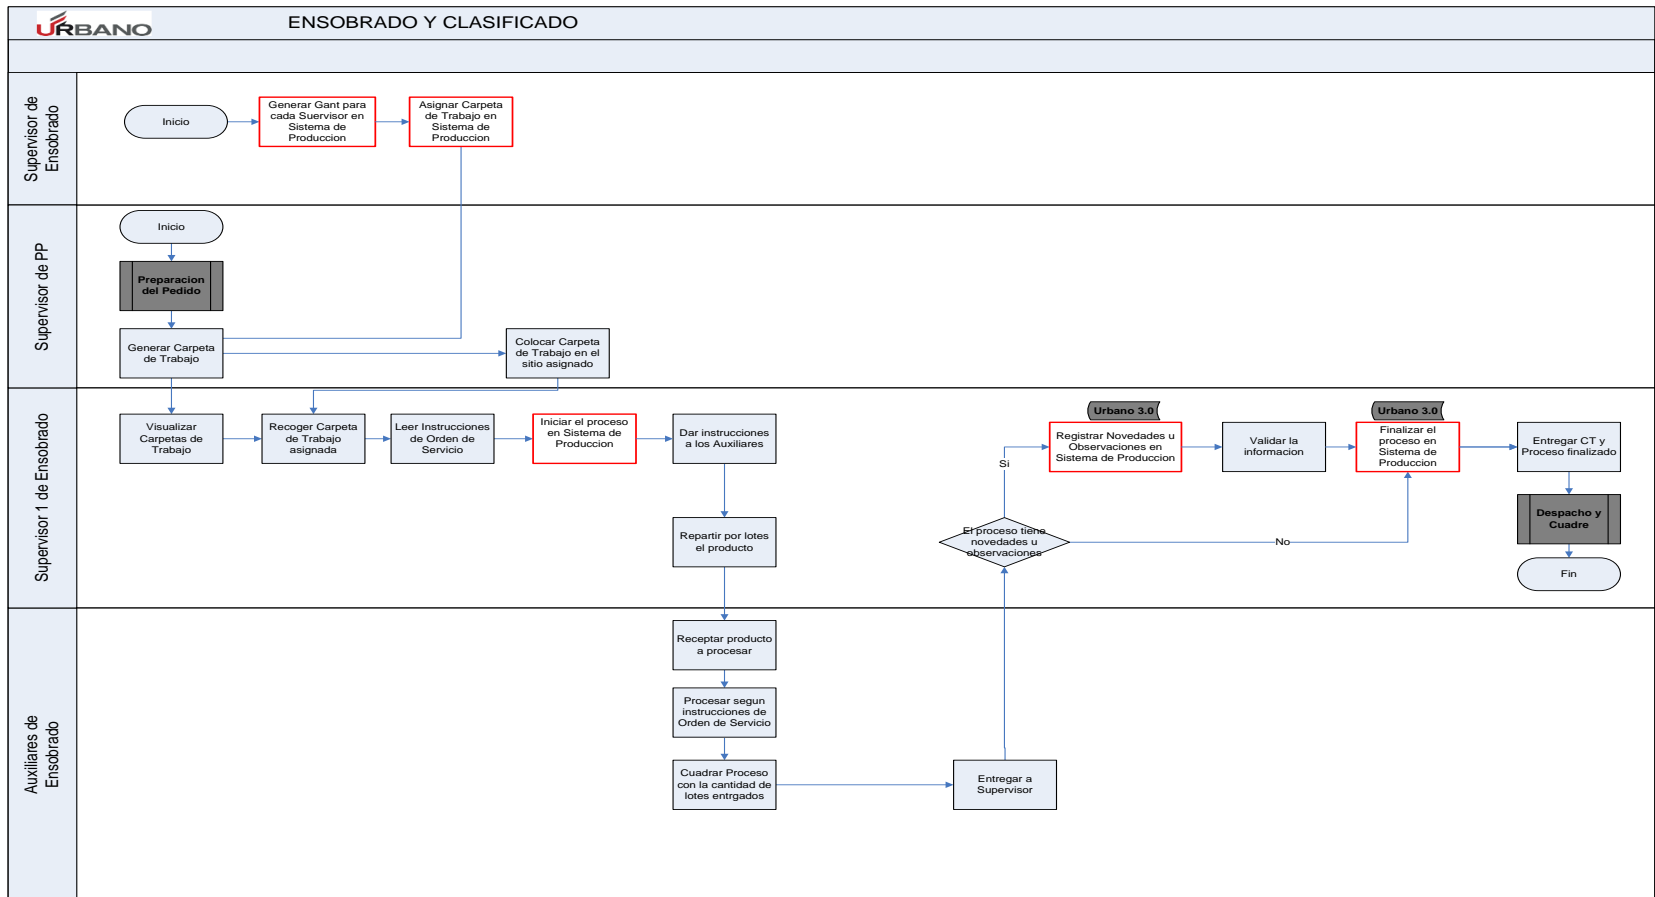 URBANO
ENSOBRADO Y CLASIFICADO
Supervisor de
Ensobrado
Inicio
Generar Gant para
cada Suervisor en
Sistema de
Produccion
Asignar Carpeta
de Trabajo en
Sistema de
Produccion
Supervisor de PP
Inicio
Preparacion
del Pedido
Generar Carpeta
de Trabajo
Colocar Carpeta
de Trabajo en el
sitio asignado
Supervisor 1 de Ensobrado
Visualizar
Carpetas de
Trabajo
Recoger Carpeta
de Trabajo
asignada
Leer Instrucciones
de Orden de
Servicio
Iniciar el proceso
en Sistema de
Produccion
Dar instrucciones
a los Auxiliares
Repartir por lotes
el producto
El proceso tiene
novedades u
observaciones
Si
No
Urbano 3.0
Registrar Novedades u
Observaciones en
Sistema de Produccion
Validar la
informacion
Urbano 3.0
Finalizar el
proceso en
Sistema de
Produccion
Entregar CT y
Proceso finalizado
Despacho y
Cuadre
Fin
Auxiliares de
Ensobrado
Receptar producto
a procesar
Procesar segun
instrucciones de
Orden de Servicio
Cuadrar Proceso
con la cantidad de
lotes entrgados
Entregar a
Supervisor